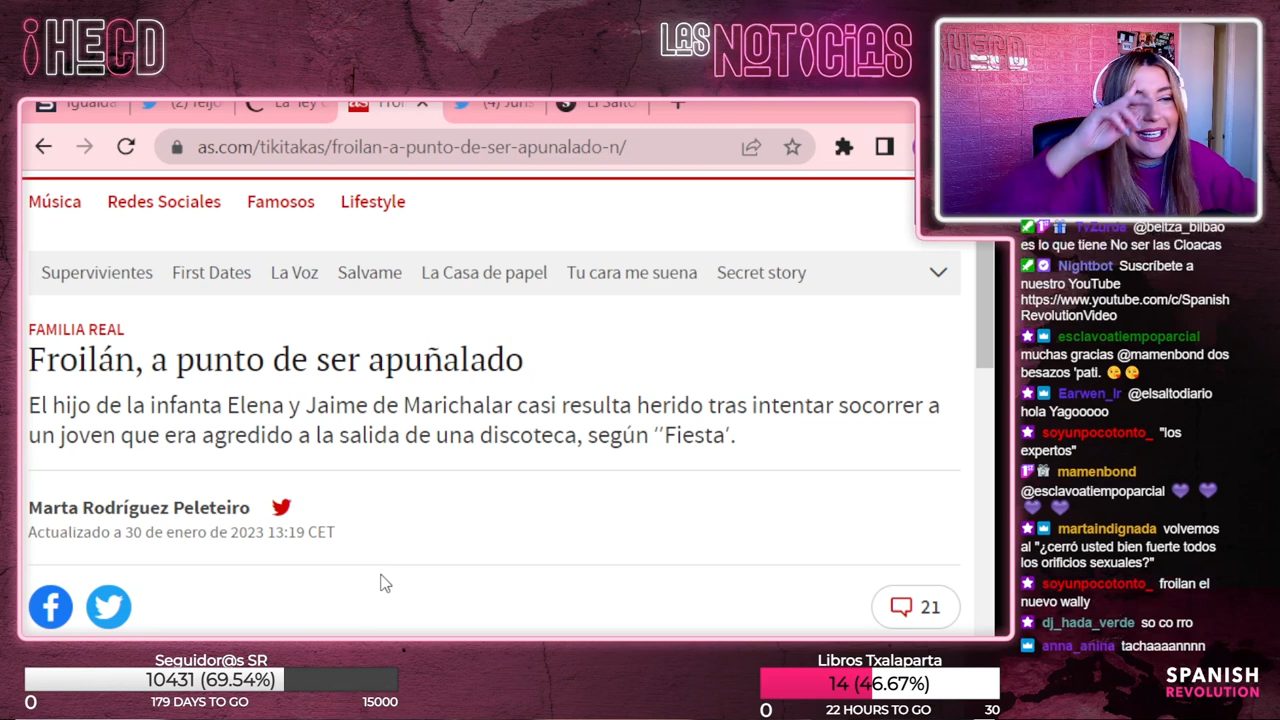 ¡HECD
LAS NOTICIAS
as.com/tikitakas/froilan-a-punto-de-ser-apunalado-n/
Música Redes Sociales Famosos Lifestyle
Supervivientes First Dates La Voz Salvame La Casa de papel Tu cara me suena Secret story
FAMILIA REAL
Froilán, a punto de ser apuñalado
El hijo de la infanta Elena y Jaime de Marichalar casi resulta herido tras intentar socorrer a
un joven que era agredido a la salida de una discoteca, según ''Fiesta'.
Marta Rodríguez Peleteiro
Actualizado a 30 de enero de 2023 13:19 CET
21
@beltza_bilbao
es lo que tiene No ser las Cloacas
Nightbot Suscríbete a
nuestro YouTube
https://www.youtube.com/c/Spanish
RevolutionVideo
esclavoatiempoparcial
muchas gracias @mamenbond dos
besazos 'pati. 😘 😘
Earwen_Ir @elsaltodiario
hola Yagooooo
soyunpocotonto_ "los
expertos"
mamenbond
@esclavoatiempoparcial 💜 💜
💜 💜
martaindignada volvemos
al "¿cerró usted bien fuerte todos
los orificios sexuales?"
soyunpocotonto_ froilan el
nuevo wally
dj_hada_verde so co rro
anna_anina tachaaaannnn
Seguidor@s SR
10431 (69.54%)
0 179 DAYS TO GO 15000
Libros Txalaparta
14 (46.67%)
0 22 HOURS TO GO 30
SPANISH
REVOLUTION